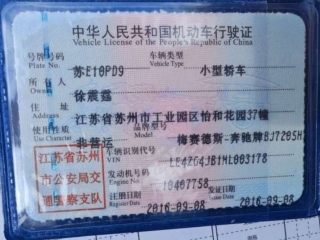 中华人民共和国机动车行驶证
Vehicle License of the People's Republic of China
号牌号码 苏E10PD9 车辆类型 小型轿车
Plate No. Vehicle Type
所有人 徐震霆
Owner
住址 江苏省苏州市工业园区怡和花园37幢
Address
使用性质 非营运 品牌型号 梅赛德斯-奔驰牌BJ7205H
Use Character Model
江苏省苏州市公安局交通警察支队
车辆识别代号
VIN
发动机号码 10407758
Engine No.
注册日期 2016-09-08 发证日期 2016-09-08
Register Date Issue Date